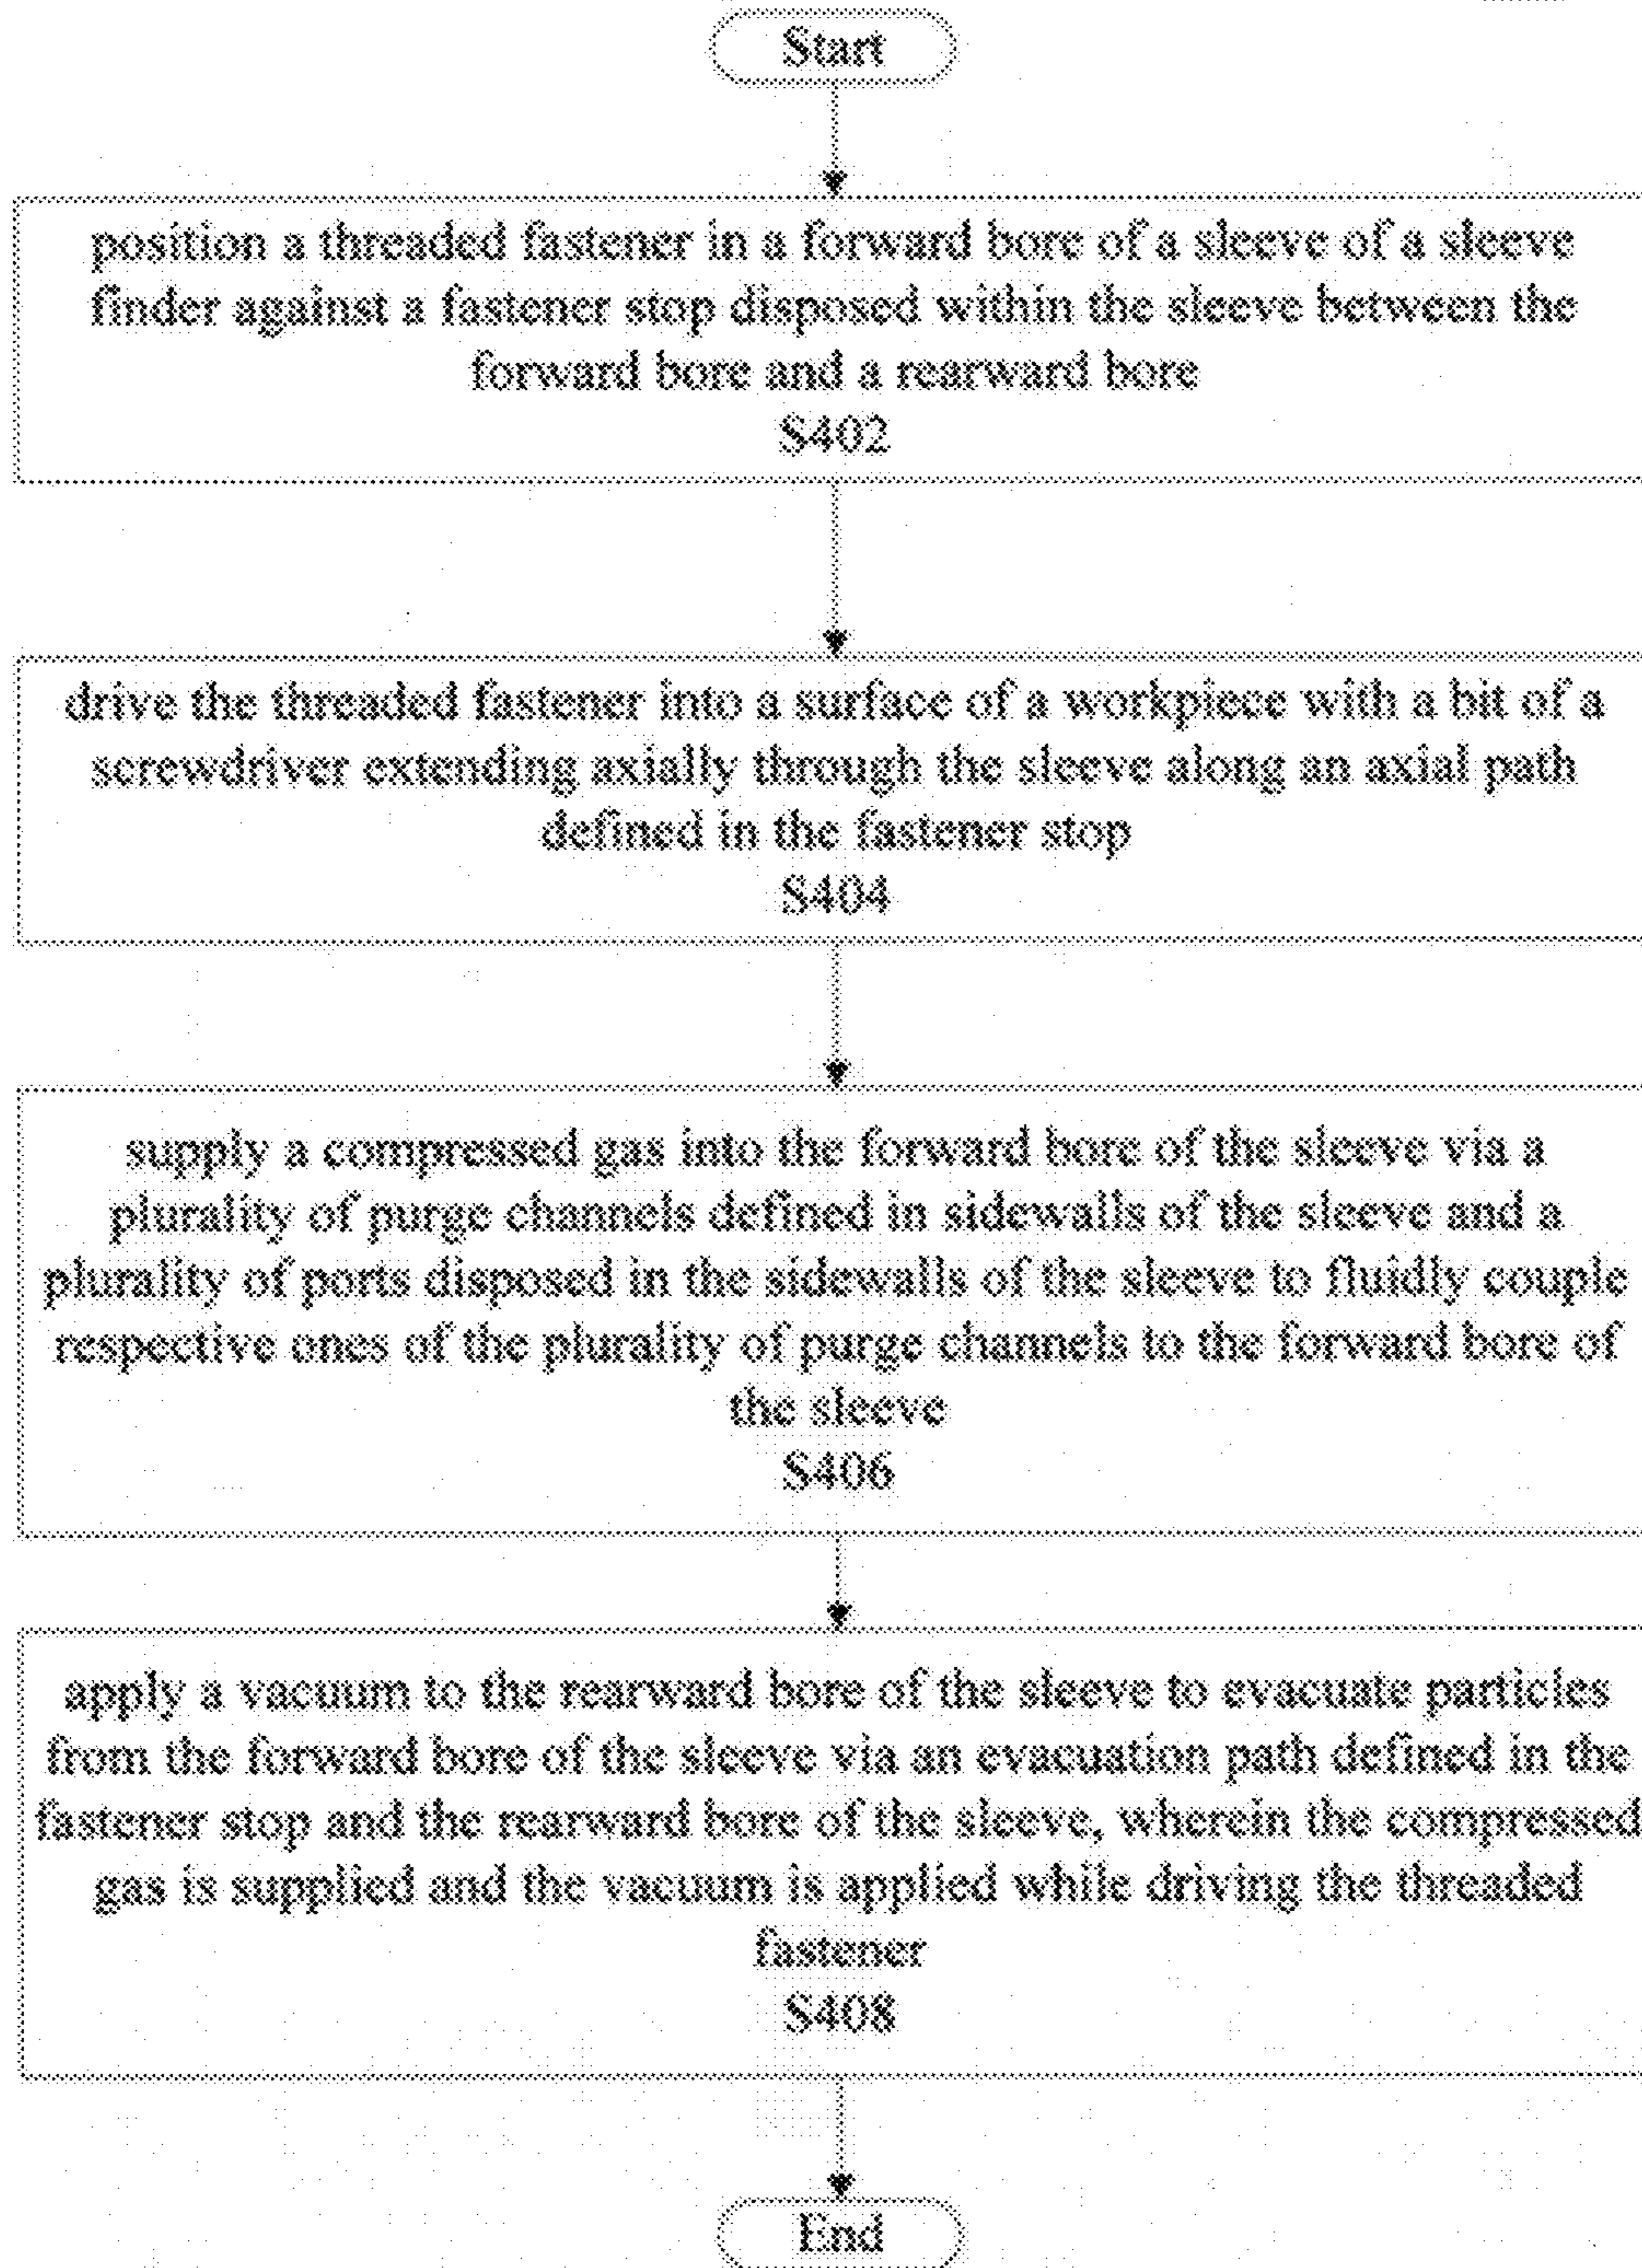 Start
position a threaded fastener in a forward bore of a sleeve of a sleeve
finder against a fastener stop disposed within the sleeve between the
forward bore and a rearward bore
S402
drive the threaded fastener into a surface of a workpiece with a bit of a
screwdriver extending axially through the sleeve along an axial path
defined in the fastener stop
S404
supply a compressed gas into the forward bore of the sleeve via a
plurality of purge channels defined in sidewalls of the sleeve and a
plurality of ports disposed in the sidewalls of the sleeve to fluidly couple
respective ones of the plurality of purge channels to the forward bore of
the sleeve
S406
apply a vacuum to the rearward bore of the sleeve to evacuate particles
from the forward bore of the sleeve via an evacuation path defined in the
fastener stop and the rearward bore of the sleeve, wherein the compressed
gas is supplied and the vacuum is applied while driving the threaded
fastener
S408
End